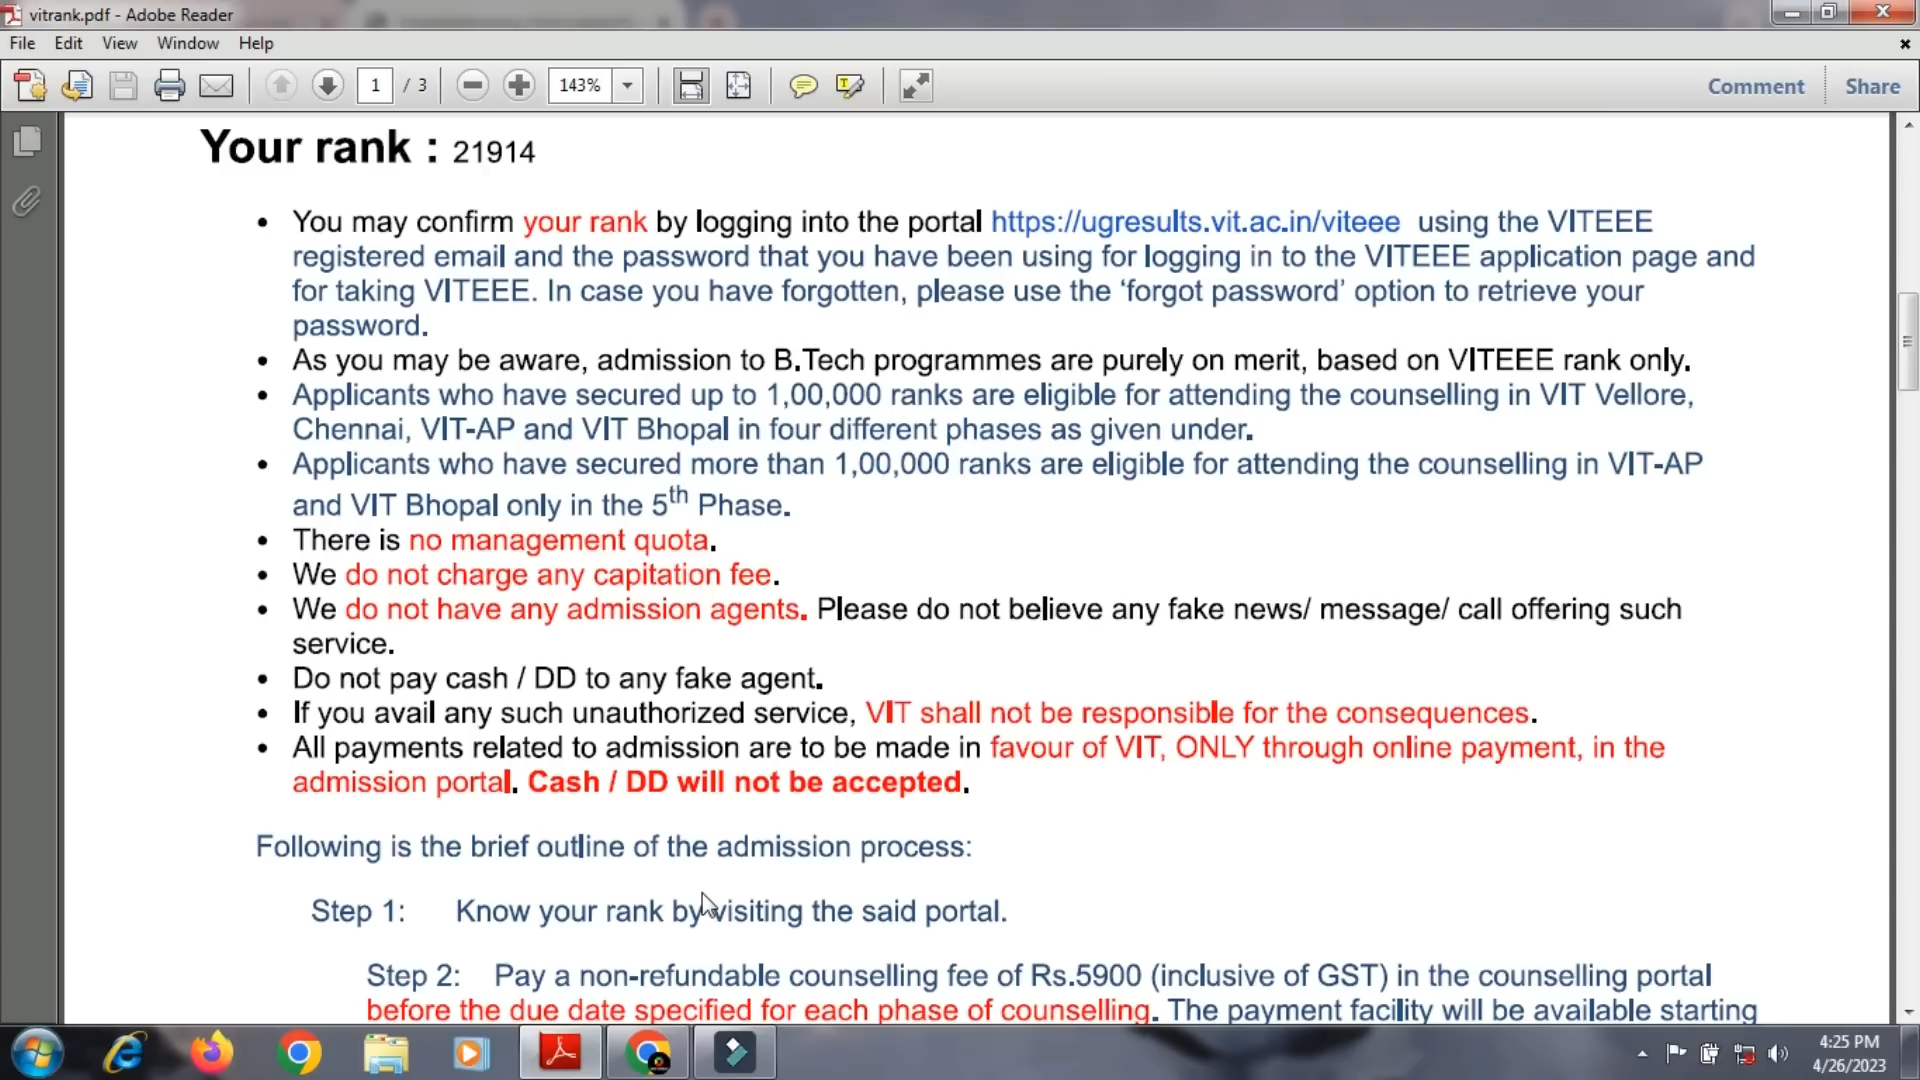 vitrank.pdf - Adobe Reader
File Edit View Window Help
1 / 3 143% Comment Share
Your rank : 21914
• You may confirm your rank by logging into the portal https://ugresults.vit.ac.in/viteee using the VITEEE
registered email and the password that you have been using for logging in to the VITEEE application page and
for taking VITEEE. In case you have forgotten, please use the ‘forgot password’ option to retrieve your
password.
• As you may be aware, admission to B.Tech programmes are purely on merit, based on VITEEE rank only.
• Applicants who have secured up to 1,00,000 ranks are eligible for attending the counselling in VIT Vellore,
Chennai, VIT-AP and VIT Bhopal in four different phases as given under.
• Applicants who have secured more than 1,00,000 ranks are eligible for attending the counselling in VIT-AP
and VIT Bhopal only in the 5th Phase.
• There is no management quota.
• We do not charge any capitation fee.
• We do not have any admission agents. Please do not believe any fake news/ message/ call offering such
service.
• Do not pay cash / DD to any fake agent.
• If you avail any such unauthorized service, VIT shall not be responsible for the consequences.
• All payments related to admission are to be made in favour of VIT, ONLY through online payment, in the
admission portal. Cash / DD will not be accepted.
Following is the brief outline of the admission process:
Step 1: Know your rank by visiting the said portal.
Step 2: Pay a non-refundable counselling fee of Rs.5900 (inclusive of GST) in the counselling portal
before the due date specified for each phase of counselling. The payment facility will be available starting
4:25 PM
4/26/2023